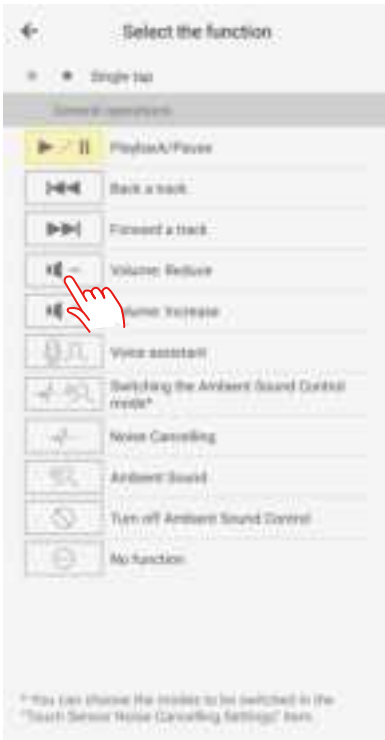 Select the function
Single tap
General operations
Playback/Pause
Back a track
Forward a track
Volume: Reduce
Volume: Increase
Voice assistant
Switching the Ambient Sound Control
mode*
Noise Cancelling
Ambient Sound
Turn off Ambient Sound Control
No function
* You can choose the modes to be switched in the
"Touch Sensor Noise Cancelling Settings" item.